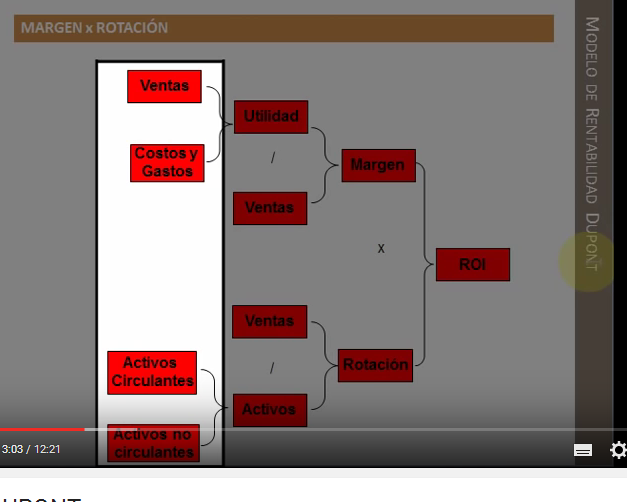 MARGEN x ROTACIÓN
MODELO DE RENTABILIDAD DUPONT
Ventas
Costos y
Gastos
Utilidad
/
Ventas
Margen
x
ROI
Ventas
/
Activos
Rotación
Activos
Circulantes
Activos no
circulantes
3:03 / 12:21